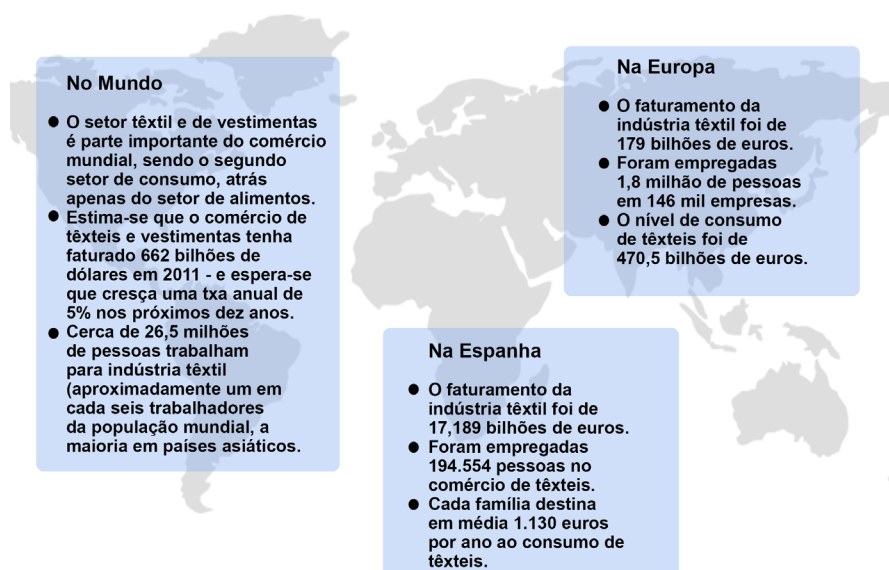 No Mundo
● O setor têxtil e de vestimentas
é parte importante do comércio
mundial, sendo o segundo
setor de consumo, atrás
apenas do setor de alimentos.
● Estima-se que o comércio de
têxteis e vestimentas tenha
faturado 662 bilhões de
dólares em 2011 - e espera-se
que cresça uma txa anual de
5% nos próximos dez anos.
● Cerca de 26,5 milhões
de pessoas trabalham
para indústria têxtil
(aproximadamente um em
cada seis trabalhadores
da população mundial, a
maioria em países asiáticos.
Na Europa
● O faturamento da
indústria têxtil foi de
179 bilhões de euros.
● Foram empregadas
1,8 milhão de pessoas
em 146 mil empresas.
● O nível de consumo
de têxteis foi de
470,5 bilhões de euros.
Na Espanha
● O faturamento da
indústria têxtil foi de
17,189 bilhões de euros.
● Foram empregadas
194.554 pessoas no
comércio de têxteis.
● Cada família destina
em média 1.130 euros
por ano ao consumo de
têxteis.